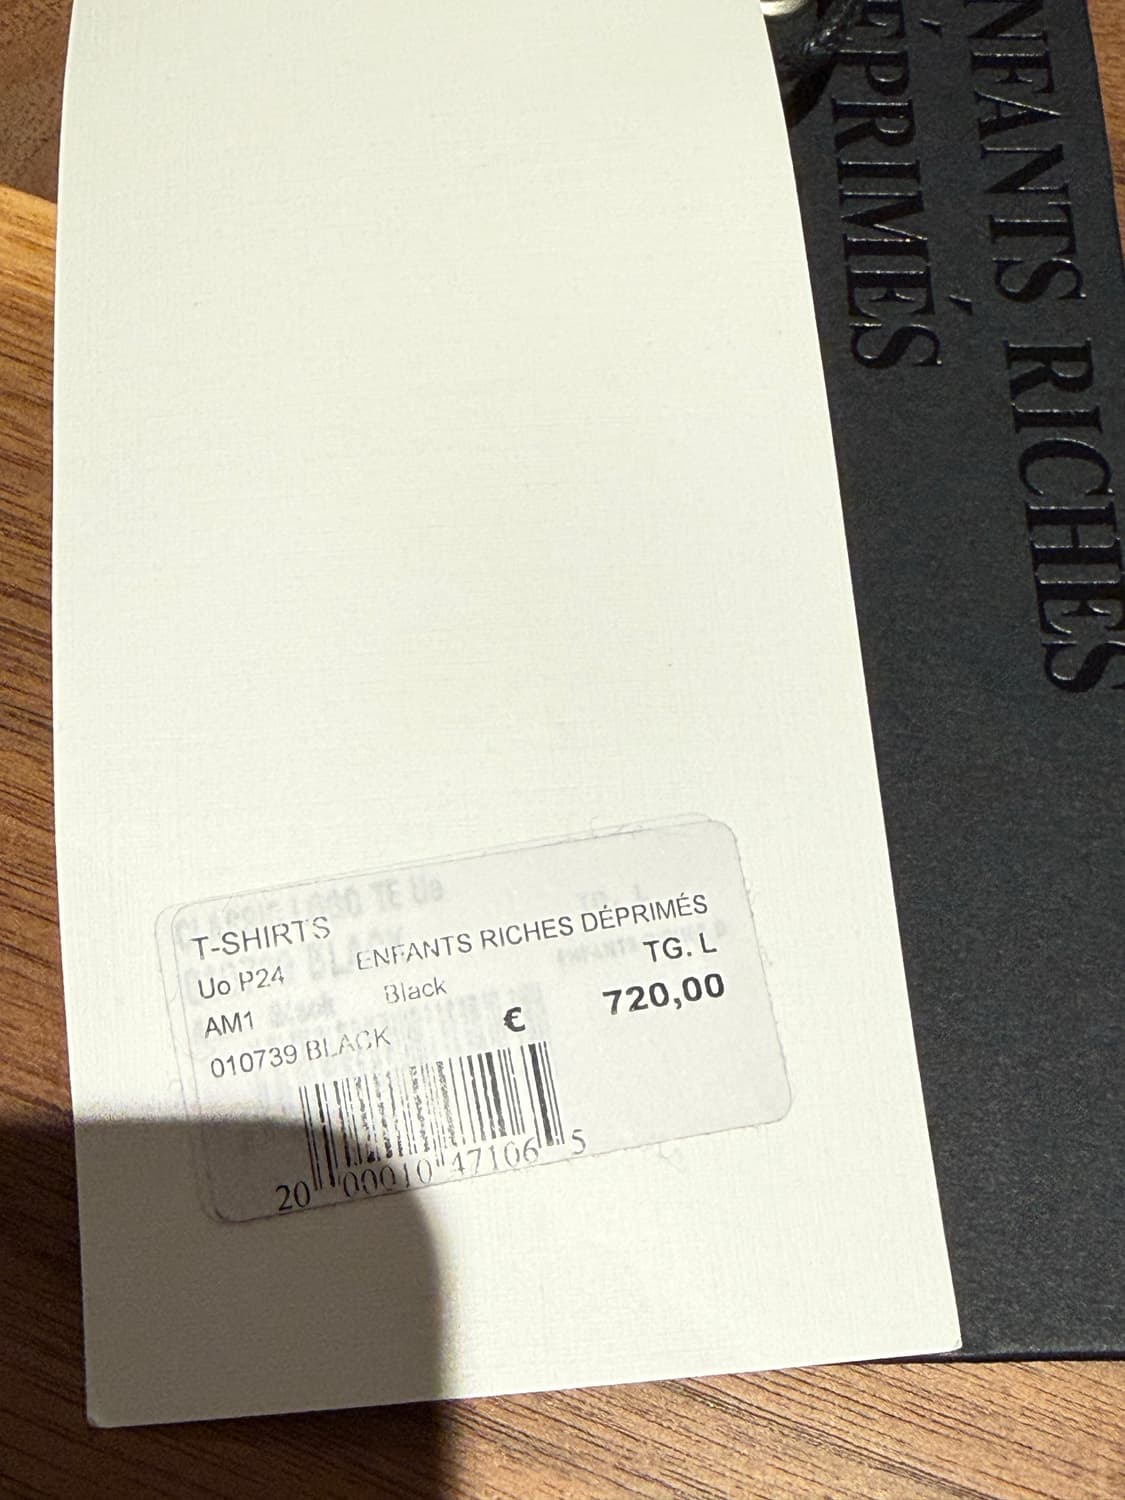 ENFANTS RICHES
DÉPRIMÉS
T-SHIRTS
ENFANTS RICHES DÉPRIMÉS
Uo P24
Black
TG. L
AM1
€ 720,00
010739 BLACK
20 00010 47106 5